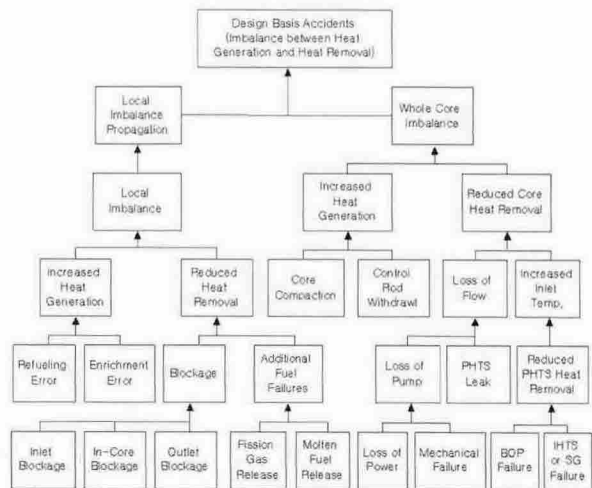 Design Basis Accidents
(Imbalance between Heat
Generation and Heat Removal)
Local
Imbalance
Propagation
Whole Core
Imbalance
Local
Imbalance
Increased
Heat
Generation
Reduced Core
Heat Removal
Increased
Heat
Generation
Reduced
Heat
Removal
Core
Compaction
Control
Rod
Withdrawl
Loss of
Flow
Increased
Inlet
Temp.
Refueling
Error
Enrichment
Error
Blockage
Additional
Fuel
Failures
Loss of
Pump
PHTS
Leak
Reduced
PHTS Heat
Removal
Inlet
Blockage
In-Core
Blockage
Outlet
Blockage
Fission
Gas
Release
Molten
Fuel
Release
Loss of
Power
Mechanical
Failure
BOP
Failure
IHTS
or SG
Failure